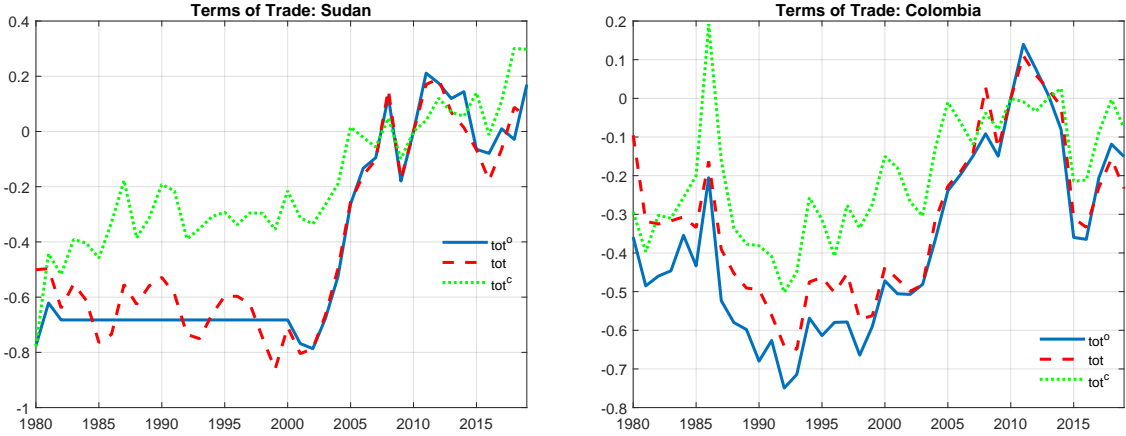 Terms of Trade: Sudan
0.4
0.2
0
-0.2
-0.4
-0.6
-0.8
-1
1980 1985 1990 1995 2000 2005 2010 2015
tot^o
tot
tot^c
Terms of Trade: Colombia
0.2
0.1
0
-0.1
-0.2
-0.3
-0.4
-0.5
-0.6
-0.7
-0.8
1980 1985 1990 1995 2000 2005 2010 2015
tot^o
tot
tot^c